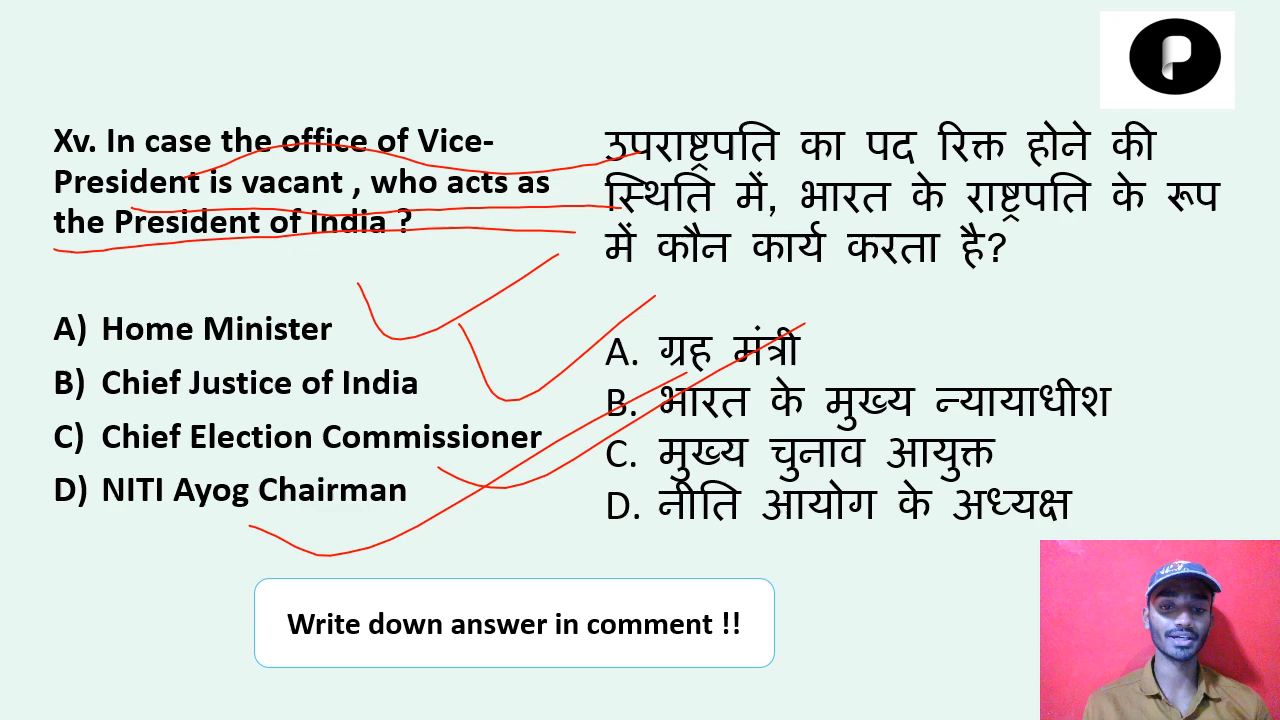 Xv. In case the office of Vice-
President is vacant , who acts as
the President of India ?
A) Home Minister
B) Chief Justice of India
C) Chief Election Commissioner
D) NITI Ayog Chairman
उपराष्ट्रपति का पद रिक्त होने की
स्थिति में, भारत के राष्ट्रपति के रूप
में कौन कार्य करता है?
A. ग्रह मंत्री
B. भारत के मुख्य न्यायाधीश
C. मुख्य चुनाव आयुक्त
D. नीति आयोग के अध्यक्ष
Write down answer in comment !!
P